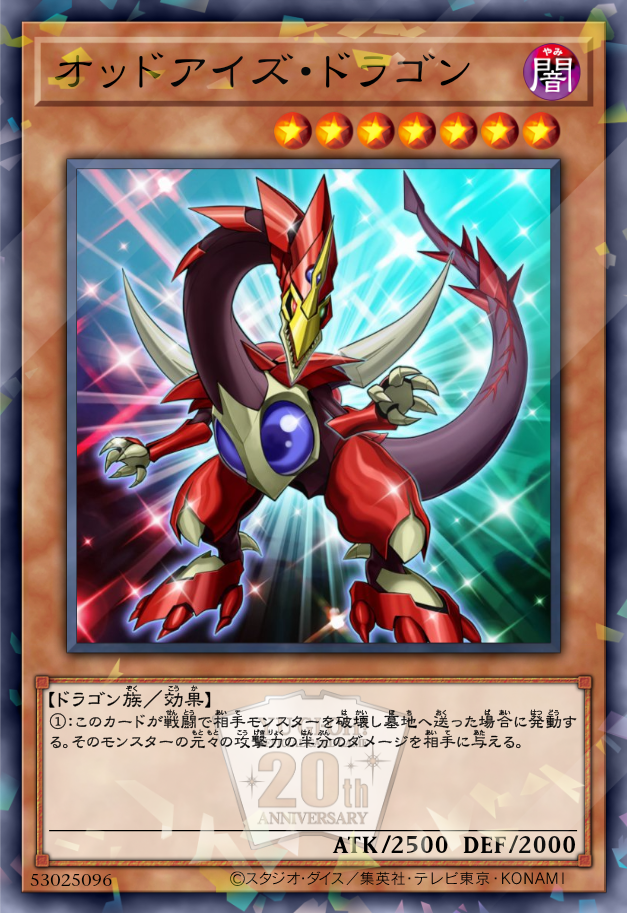 オッドアイズ・ドラゴン
やみ
闇
【ドラゴン族／効果】
①：このカードが戦闘で相手モンスターを破壊し墓地へ送った場合に発動す
る。そのモンスターの元々の攻撃力の半分のダメージを相手に与える。
20th
ANNIVERSARY
ATK/2500 DEF/2000
53025096
©スタジオ・ダイス／集英社・テレビ東京・KONAMI